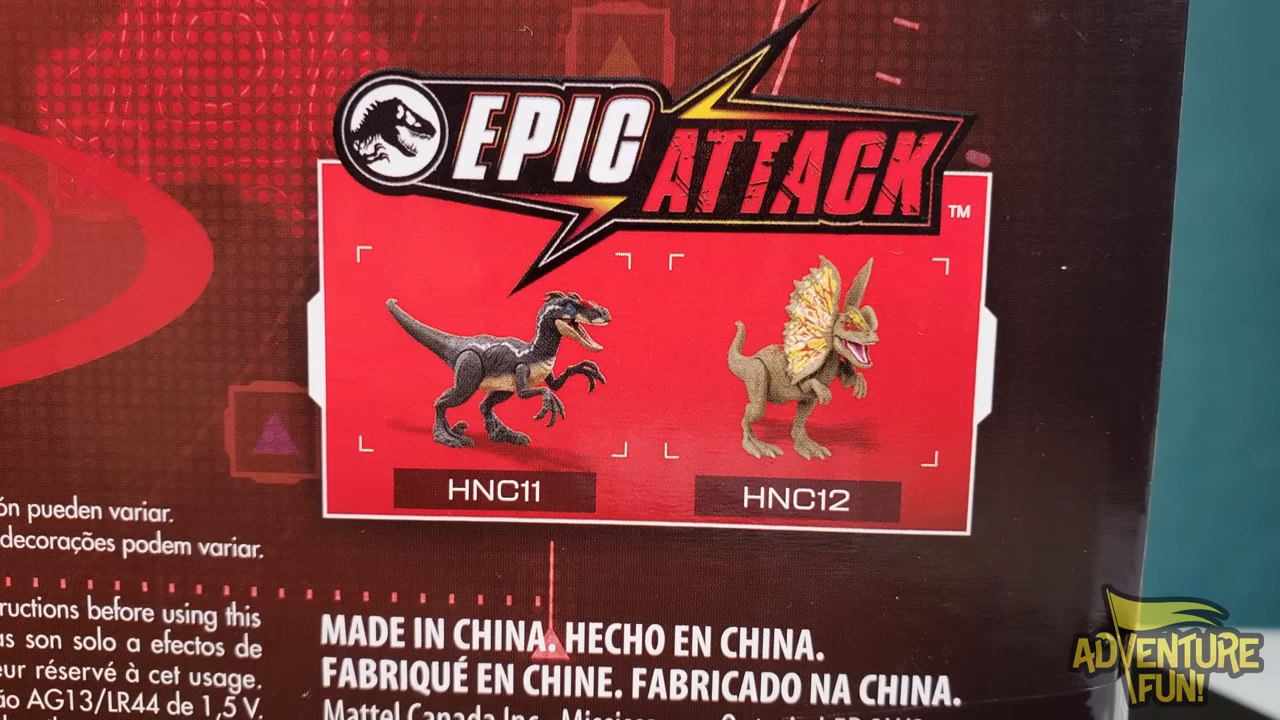 EPIC ATTACK
TM
HNC11 HNC12
ón pueden variar.
decorações podem variar.
ructions before using this
as son solo a efectos de
eur réservé à cet usage.
ão AG13/LR44 de 1,5 V.
MADE IN CHINA. HECHO EN CHINA.
FABRIQUÉ EN CHINE. FABRICADO NA CHINA.
Mattel Canada Inc.
ADVENTURE
FUN!